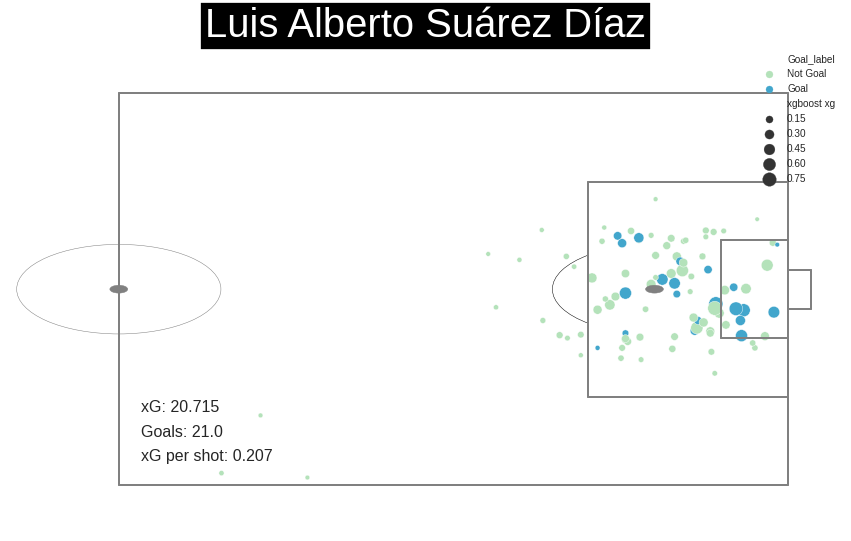 Luis Alberto Suárez Díaz
Goal_label
Not Goal
Goal
xgboost xg
0.15
0.30
0.45
0.60
0.75
xG: 20.715
Goals: 21.0
xG per shot: 0.207